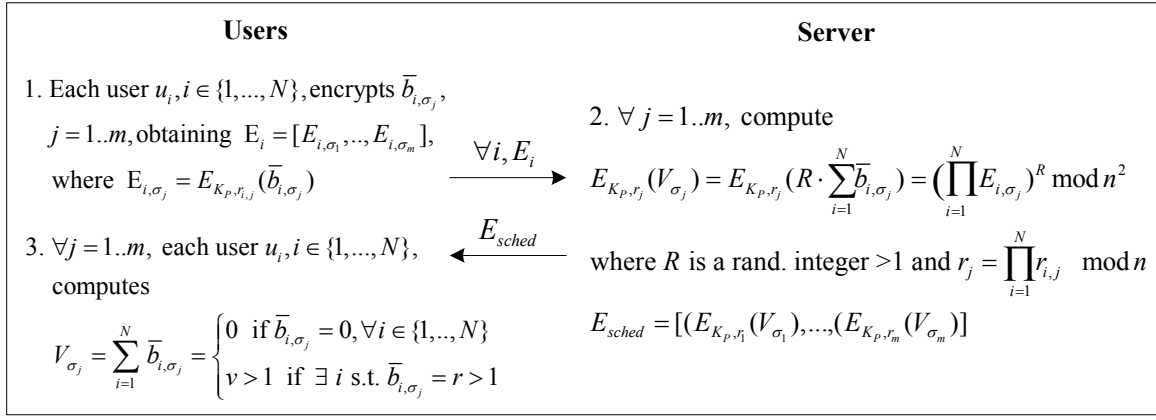 Users
1. Each user u_i, i ∈ {1,..., N}, encrypts b̄_{i,σ_j},
j = 1..m, obtaining E_i = [E_{i,σ_1},.., E_{i,σ_m}],
where E_{i,σ_j} = E_{K_P,r_{i,j}}(b̄_{i,σ_j})
∀i, E_i
E_sched
3. ∀j = 1..m, each user u_i, i ∈ {1,..., N},
computes
V_{σ_j} = ∑_{i=1}^{N} b̄_{i,σ_j} = { 0 if b̄_{i,σ_j} = 0, ∀i ∈ {1,.., N}
v > 1 if ∃ i s.t. b̄_{i,σ_j} = r > 1
Server
2. ∀ j = 1..m, compute
E_{K_P,r_j}(V_{σ_j}) = E_{K_P,r_j}(R · ∑_{i=1}^{N} b̄_{i,σ_j}) = (∏_{i=1}^{N} E_{i,σ_j})^R mod n^2
where R is a rand. integer >1 and r_j = ∏_{i=1}^{N} r_{i,j} mod n
E_sched = [(E_{K_P,r_1}(V_{σ_1}),...,(E_{K_P,r_m}(V_{σ_m})]